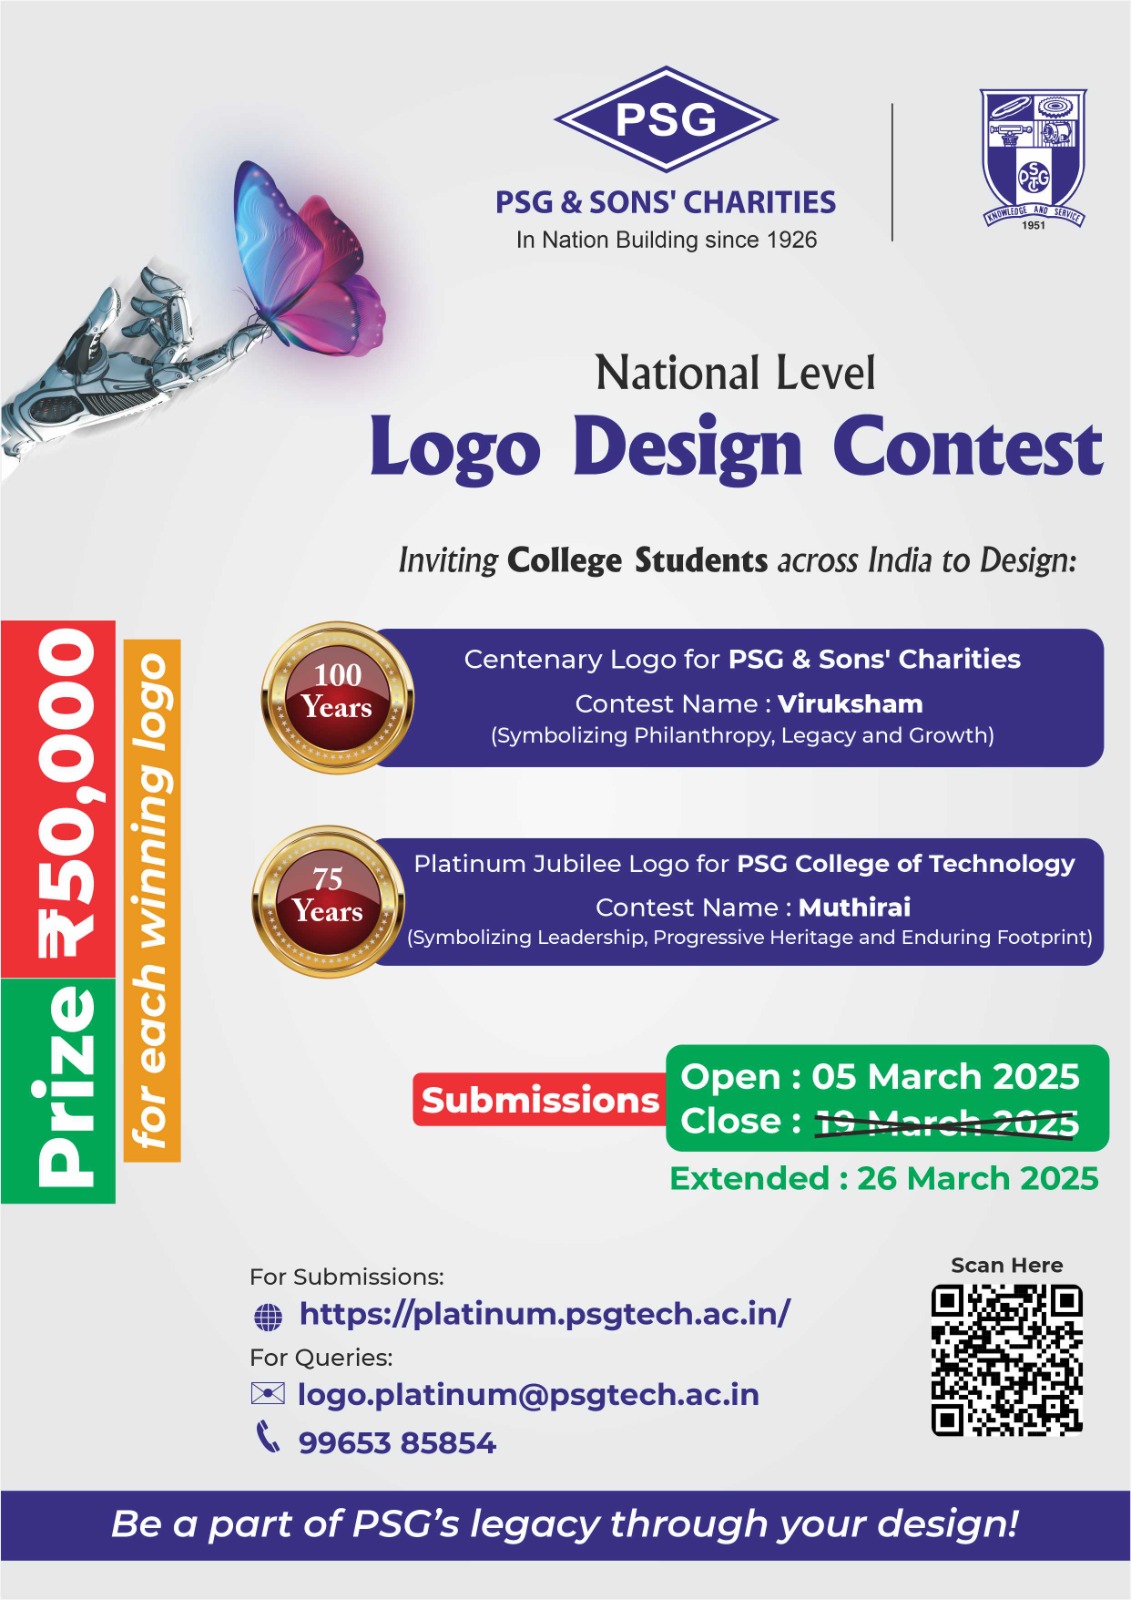 PSG
PSG & SONS' CHARITIES
In Nation Building since 1926
PSG
TC
KNOWLEDGE AND SERVICE
1951
National Level
Logo Design Contest
Inviting College Students across India to Design:
100
Years
Centenary Logo for PSG & Sons' Charities
Contest Name : Viruksham
(Symbolizing Philanthropy, Legacy and Growth)
75
Years
Platinum Jubilee Logo for PSG College of Technology
Contest Name : Muthirai
(Symbolizing Leadership, Progressive Heritage and Enduring Footprint)
Prize ₹50,000
for each winning logo
Submissions
Open : 05 March 2025
Close : 19 March 2025
Extended : 26 March 2025
For Submissions:
https://platinum.psgtech.ac.in/
For Queries:
logo.platinum@psgtech.ac.in
99653 85854
Scan Here
Be a part of PSG’s legacy through your design!